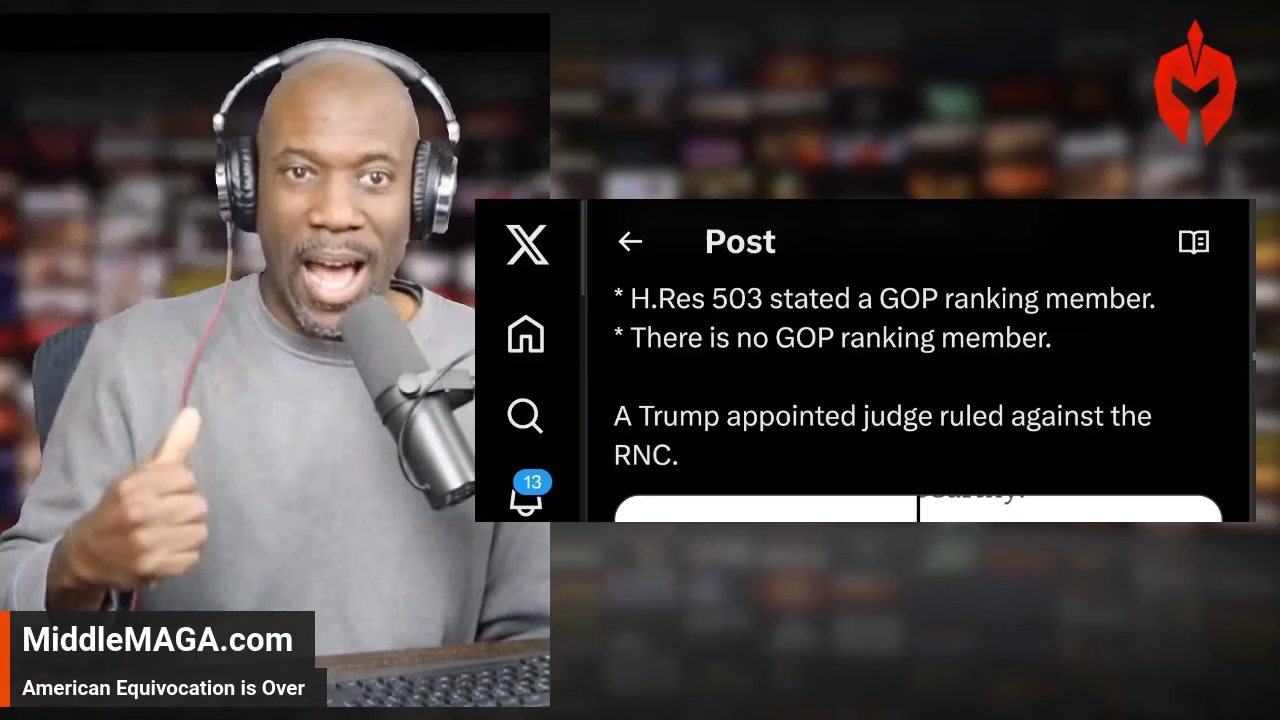 Post
* H.Res 503 stated a GOP ranking member.
* There is no GOP ranking member.
A Trump appointed judge ruled against the
RNC.
13
MiddleMAGA.com
American Equivocation is Over